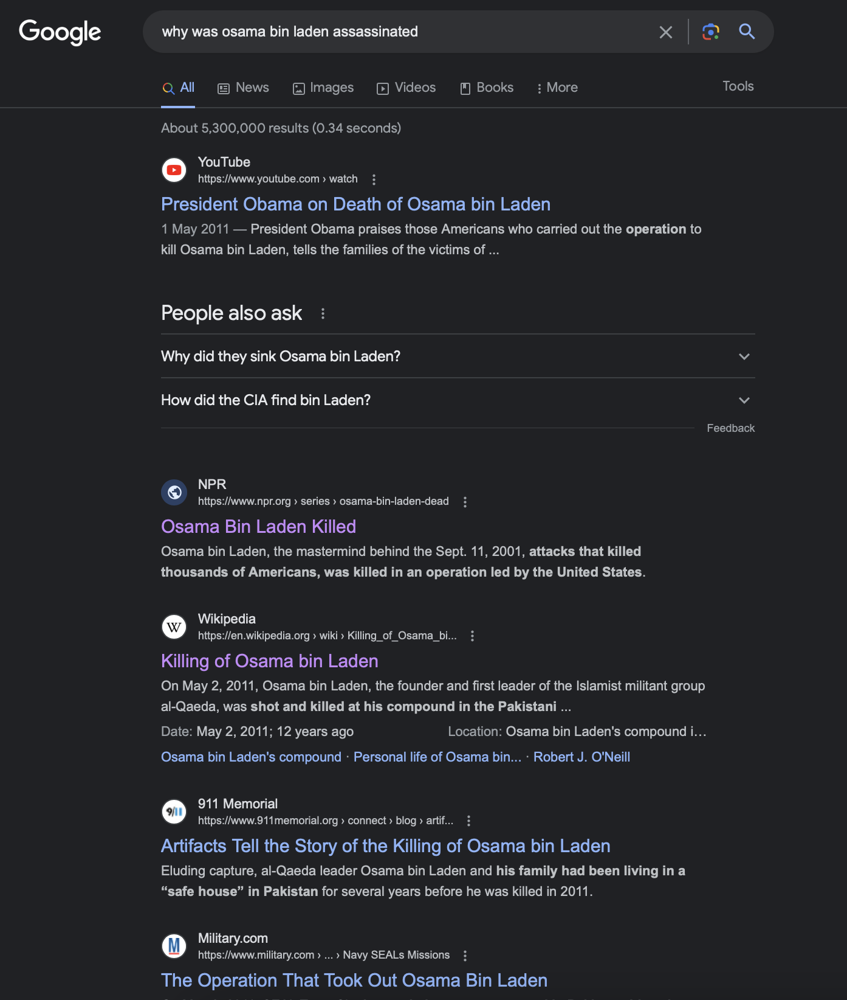 Google
why was osama bin laden assassinated
All News Images Videos Books More Tools
About 5,300,000 results (0.34 seconds)
YouTube
https://www.youtube.com › watch
President Obama on Death of Osama bin Laden
1 May 2011 — President Obama praises those Americans who carried out the operation to
kill Osama bin Laden, tells the families of the victims of ...
People also ask
Why did they sink Osama bin Laden?
How did the CIA find bin Laden?
Feedback
NPR
https://www.npr.org › series › osama-bin-laden-dead
Osama Bin Laden Killed
Osama bin Laden, the mastermind behind the Sept. 11, 2001, attacks that killed
thousands of Americans, was killed in an operation led by the United States.
W
Wikipedia
https://en.wikipedia.org › wiki › Killing_of_Osama_bi...
Killing of Osama bin Laden
On May 2, 2011, Osama bin Laden, the founder and first leader of the Islamist militant group
al-Qaeda, was shot and killed at his compound in the Pakistani ...
Date: May 2, 2011; 12 years ago Location: Osama bin Laden's compound i...
Osama bin Laden's compound · Personal life of Osama bin... · Robert J. O'Neill
9/11
911 Memorial
https://www.911memorial.org › connect › blog › artif...
Artifacts Tell the Story of the Killing of Osama bin Laden
Eluding capture, al-Qaeda leader Osama bin Laden and his family had been living in a
“safe house” in Pakistan for several years before he was killed in 2011.
M
Military.com
https://www.military.com › ... › Navy SEALs Missions
The Operation That Took Out Osama Bin Laden